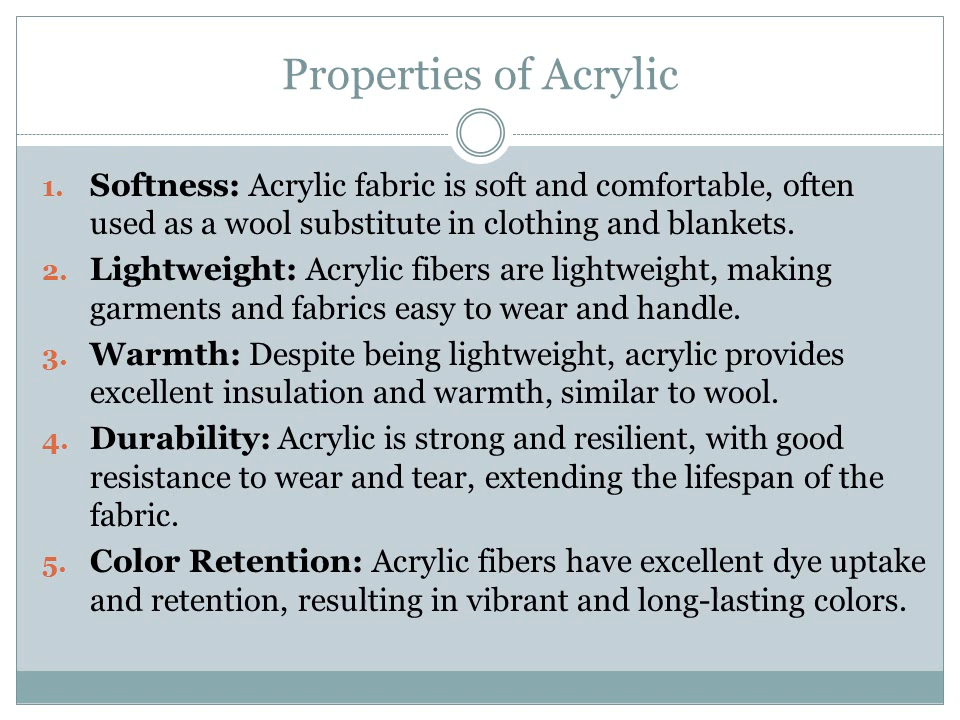 Properties of Acrylic
1. Softness: Acrylic fabric is soft and comfortable, often
used as a wool substitute in clothing and blankets.
2. Lightweight: Acrylic fibers are lightweight, making
garments and fabrics easy to wear and handle.
3. Warmth: Despite being lightweight, acrylic provides
excellent insulation and warmth, similar to wool.
4. Durability: Acrylic is strong and resilient, with good
resistance to wear and tear, extending the lifespan of the
fabric.
5. Color Retention: Acrylic fibers have excellent dye uptake
and retention, resulting in vibrant and long-lasting colors.